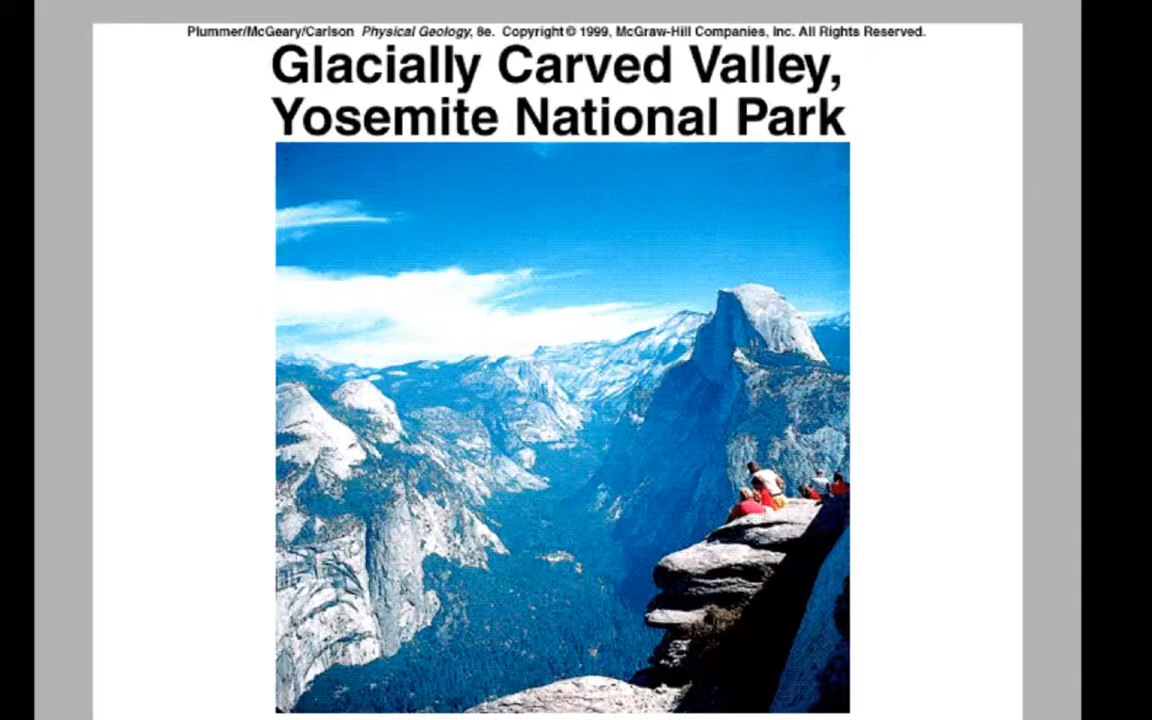 Plummer/McGeary/Carlson Physical Geology, 8e. Copyright © 1999, McGraw-Hill Companies, Inc. All Rights Reserved.
Glacially Carved Valley,
Yosemite National Park